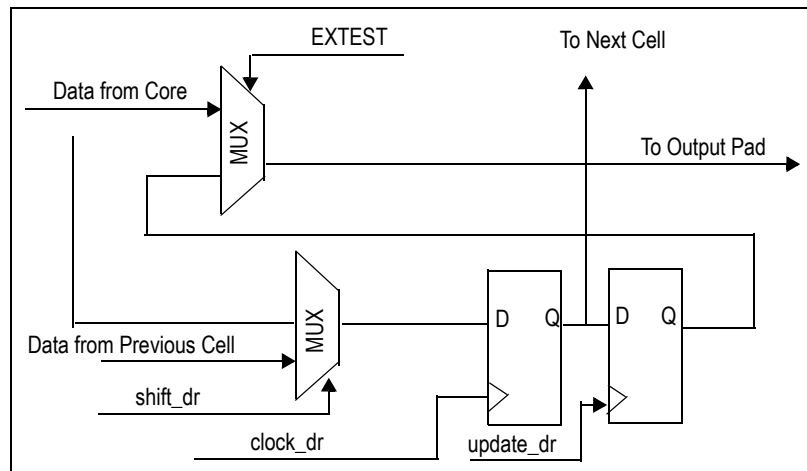 EXTEST
To Next Cell
Data from Core
MUX
To Output Pad
D Q
D Q
MUX
Data from Previous Cell
shift_dr
clock_dr
update_dr